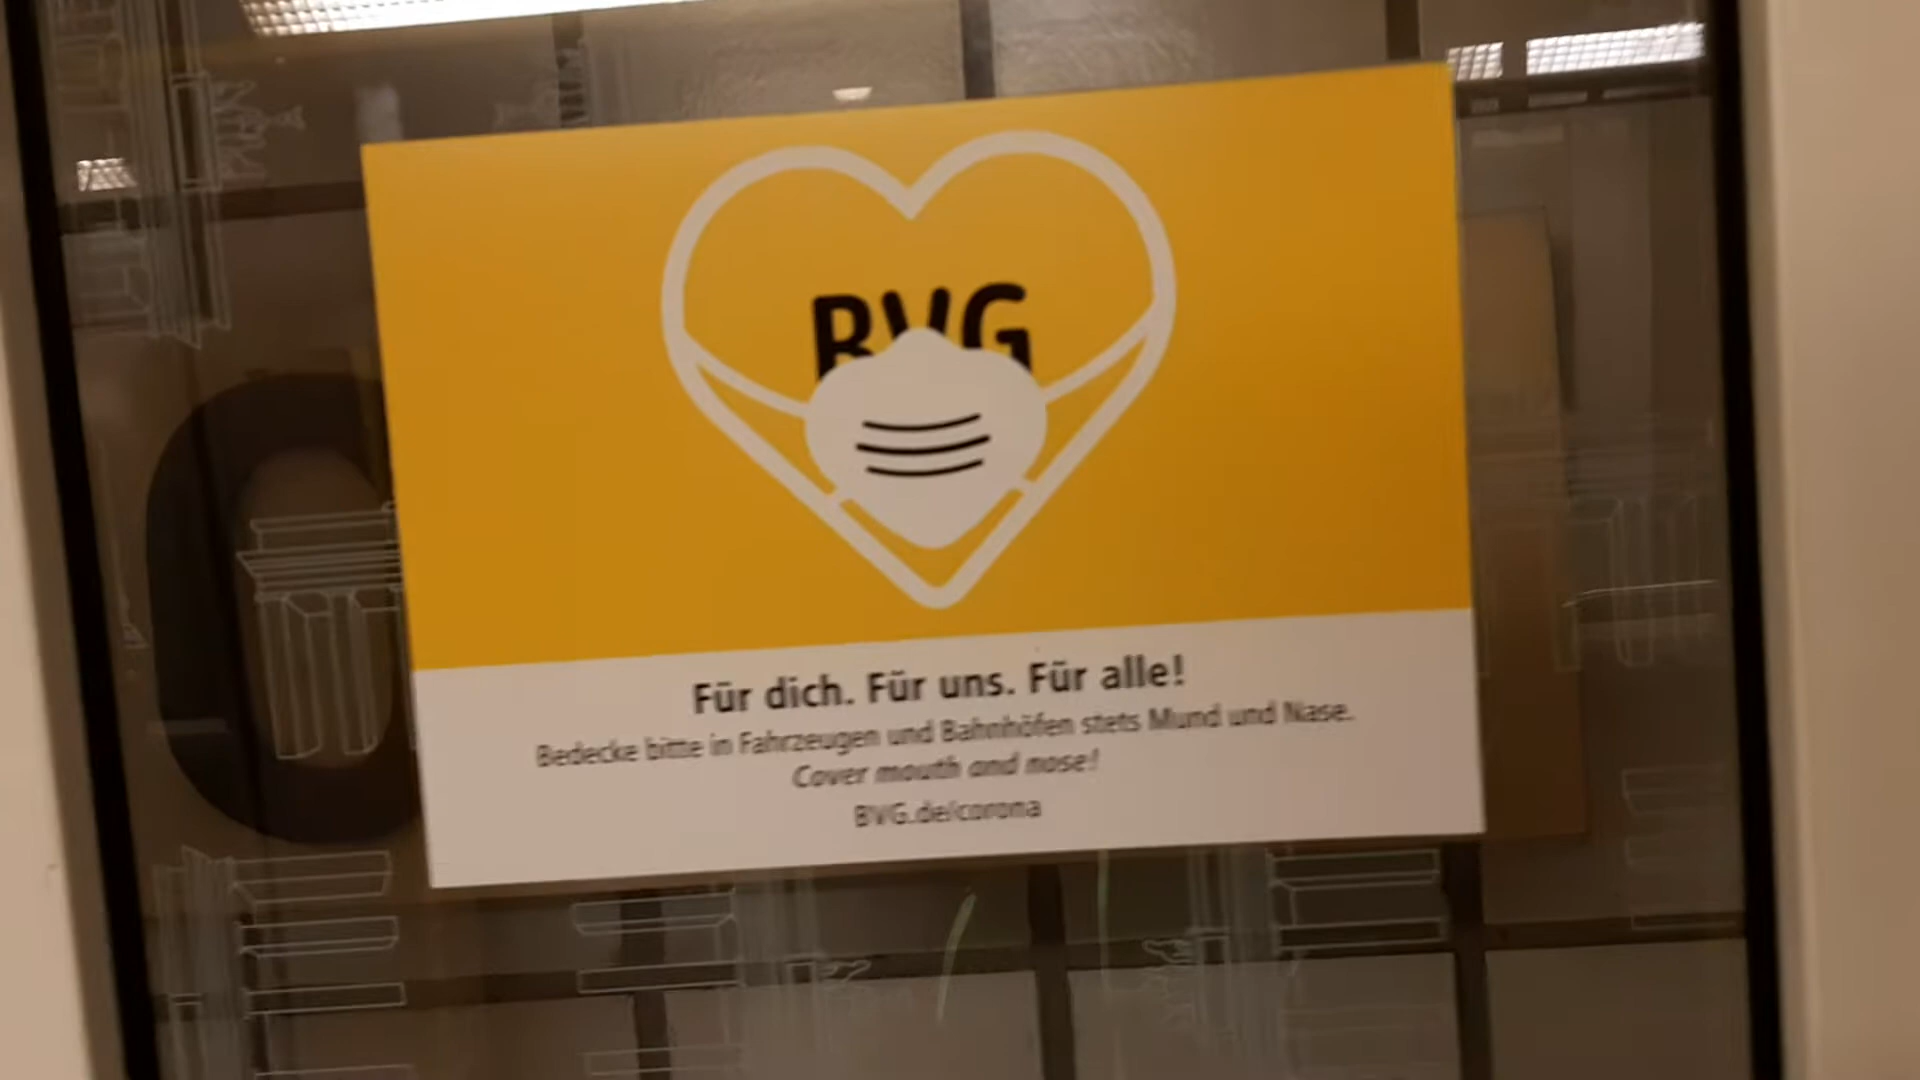 BVG
Für dich. Für uns. Für alle!
Bedecke bitte in Fahrzeugen und Bahnhöfen stets Mund und Nase.
Cover mouth and nose!
BVG.de/corona